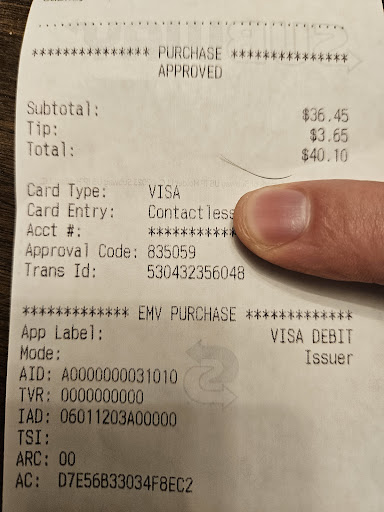 ************** PURCHASE **************
APPROVED
Subtotal: $36.45
Tip: $3.65
Total: $40.10
Card Type: VISA
Card Entry: Contactless
Acct #: ***********
Approval Code: 835059
Trans Id: 530432356048
************* EMV PURCHASE *************
App Label: VISA DEBIT
Mode: Issuer
AID: A0000000031010
TVR: 0000000000
IAD: 06011203A00000
TSI:
ARC: 00
AC: D7E56B33034F8EC2